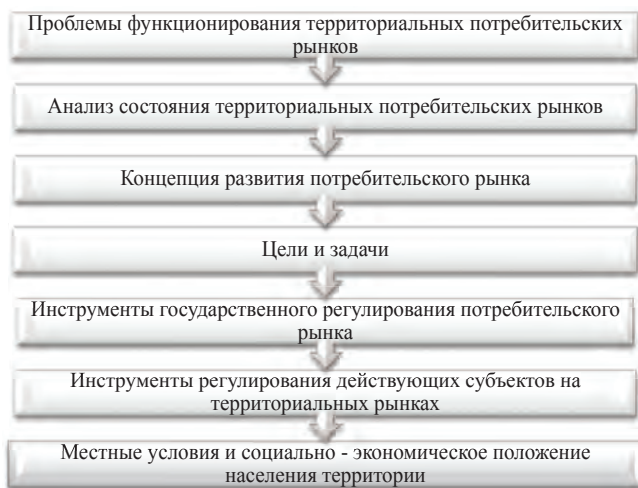 Проблемы функционирования территориальных потребительских
рынков
Анализ состояния территориальных потребительских рынков
Концепция развития потребительского рынка
Цели и задачи
Инструменты государственного регулирования потребительского
рынка
Инструменты регулирования действующих субъектов на
территориальных рынках
Местные условия и социально - экономическое положение
населения территории